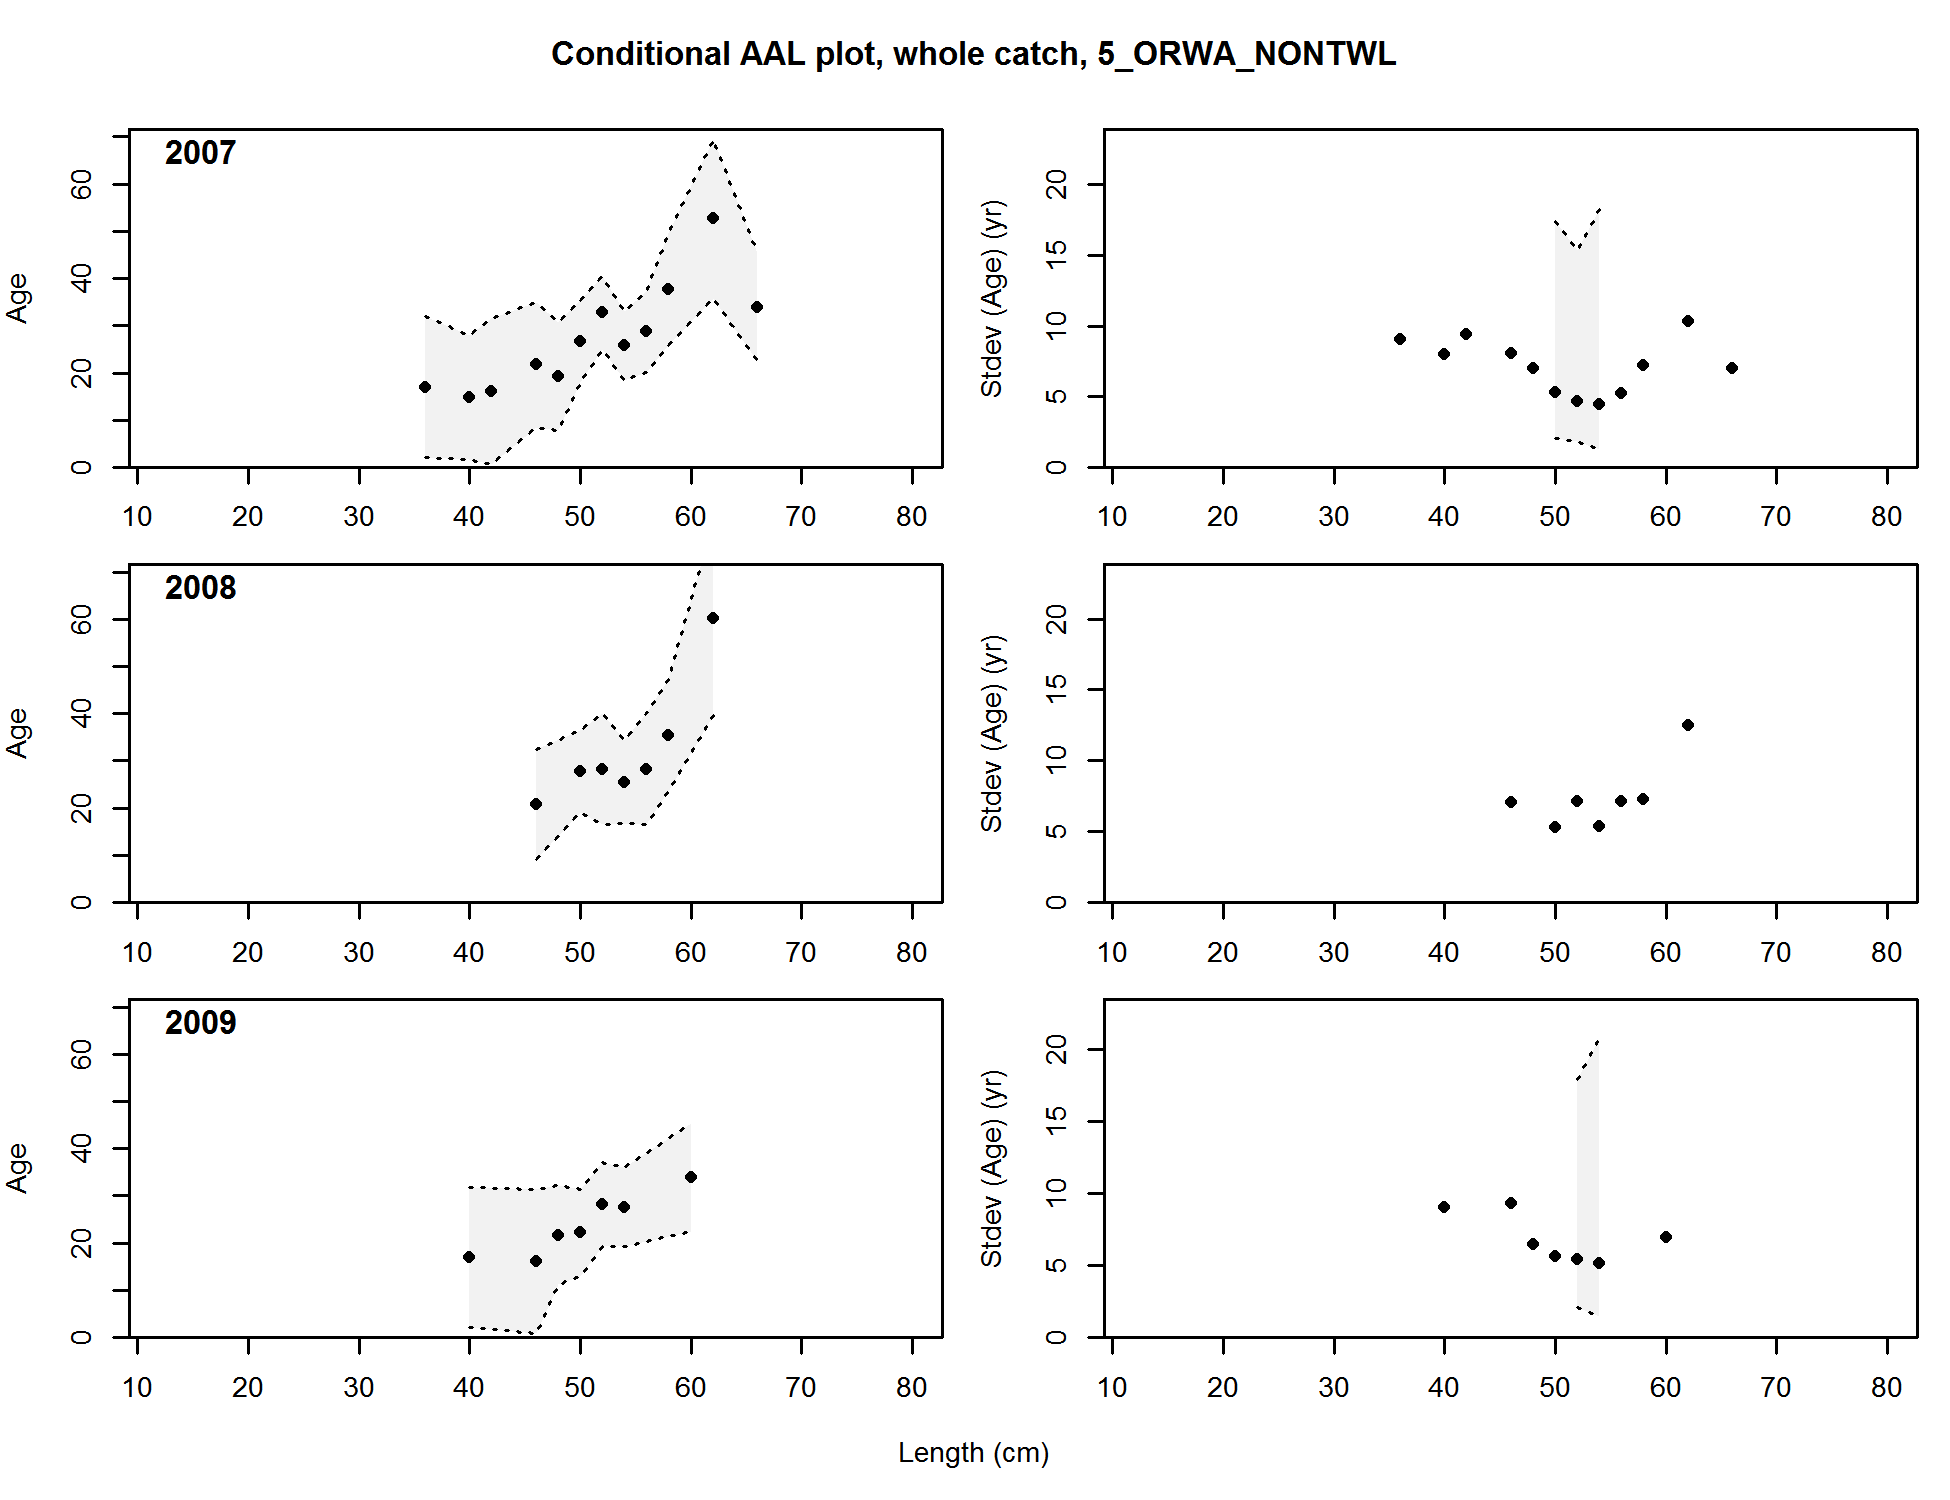 Conditional AAL plot, whole catch, 5_ORWA_NONTWL
2007
Age
0 20 40 60
10 20 30 40 50 60 70 80
Stdev (Age) (yr)
0 5 10 15 20
10 20 30 40 50 60 70 80
2008
Age
0 20 40 60
10 20 30 40 50 60 70 80
Stdev (Age) (yr)
0 5 10 15 20
10 20 30 40 50 60 70 80
2009
Age
0 20 40 60
10 20 30 40 50 60 70 80
Stdev (Age) (yr)
0 5 10 15 20
10 20 30 40 50 60 70 80
Length (cm)